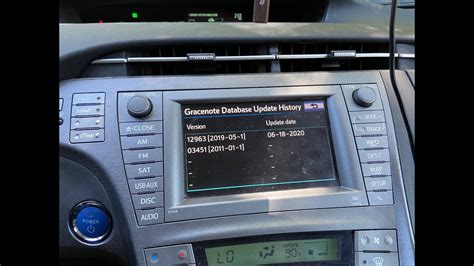 Gracenote Database Update History
Version Update date
12963 [2019-05-1] 06-18-2020
03451 [2011-01-1]
CLOSE
AM
FM
SAT
USB·AUX
DISC
AUDIO
SEEK
TRACK
DEST
MAP
SETUP
JBL
POWER
LO